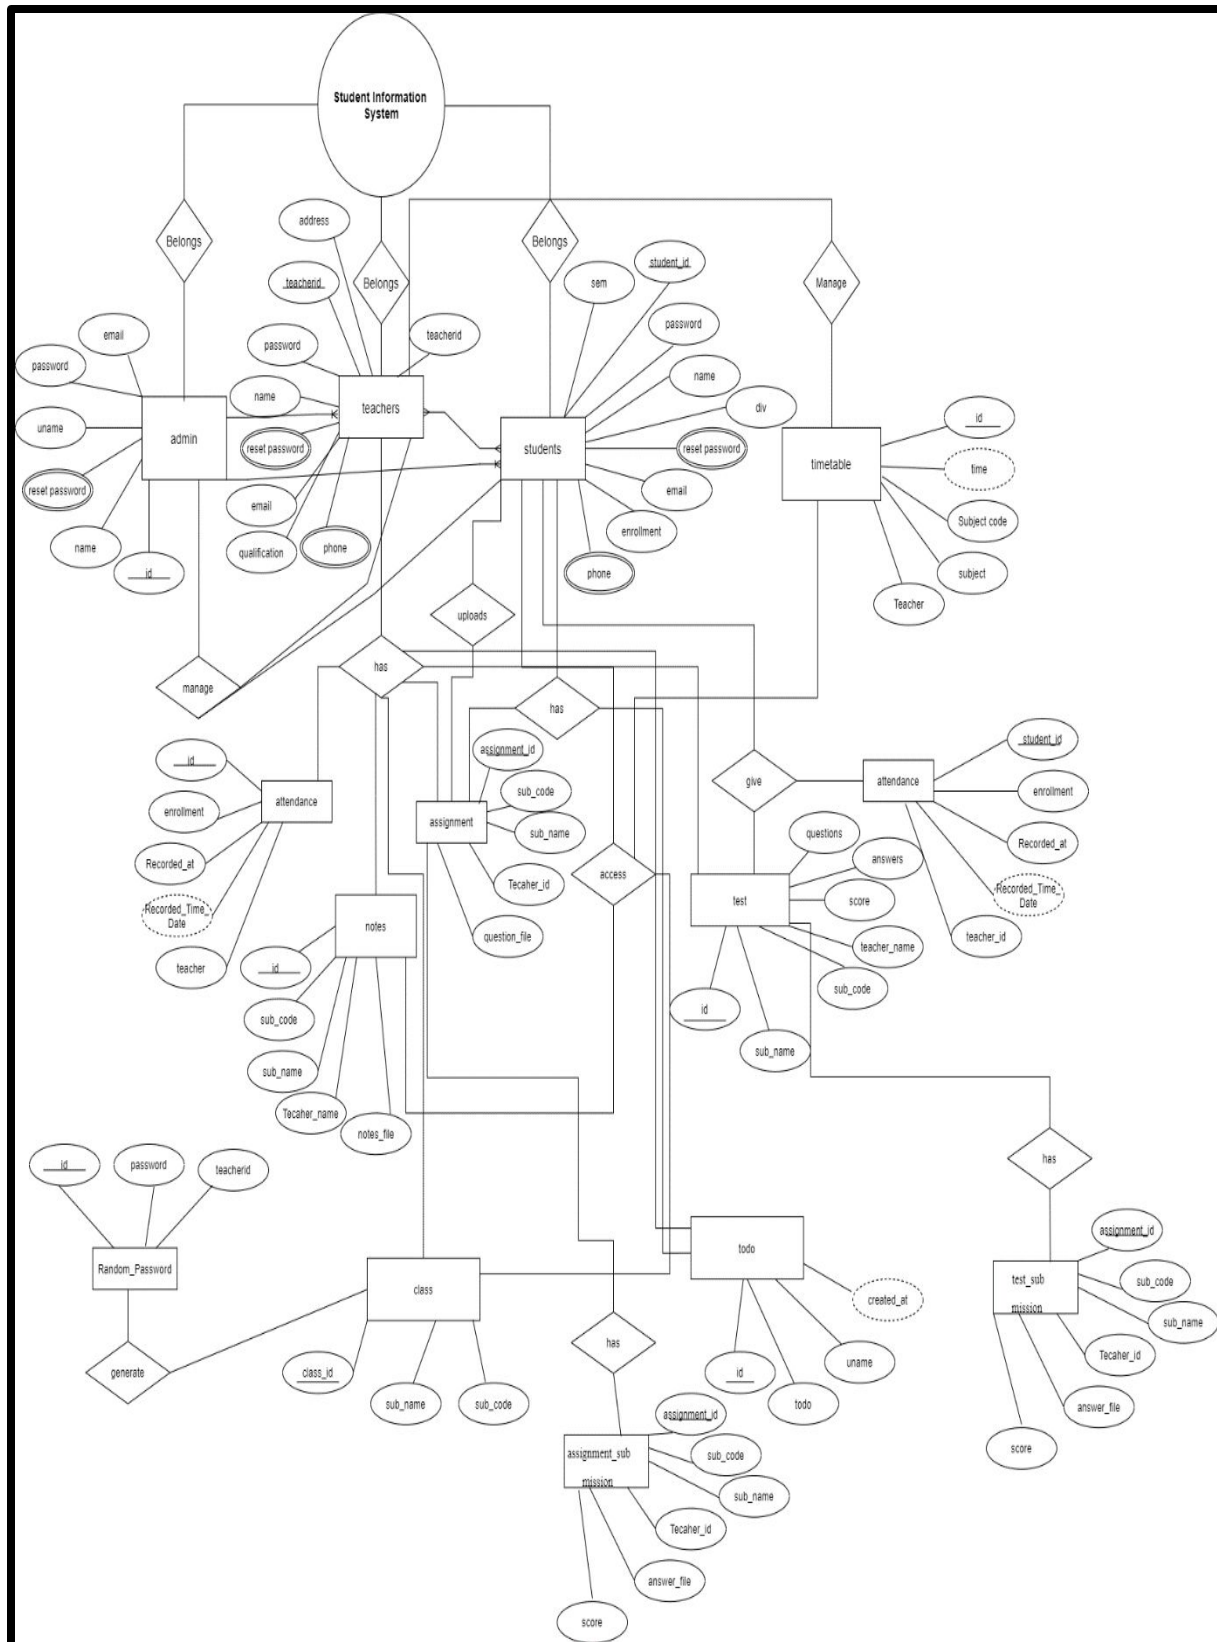 Student Information
System
address
Belongs
Belongs
Belongs
student_id
teacherid
sem
Manage
email
password
teacherid
password
password
name
name
div
id
uname
admin
teachers
reset password
students
reset password
timetable
time
reset password
email
email
Subject code
name
qualification
phone
enrollment
id
phone
subject
Teacher
uploads
has
manage
has
id
assignment_id
student_id
enrollment
attendance
sub_code
give
attendance
enrollment
assignment
sub_name
questions
Recorded_at
Recorded_at
answers
access
Tecaher_id
test
score
Recorded_Time_
Date
Recorded_Time_
Date
notes
question_file
teacher_name
teacher_id
teacher
id
sub_code
id
sub_code
sub_name
sub_name
Tecaher_name
notes_file
id
password
teacherid
has
assignment_id
Random_Password
todo
test_sub
mission
sub_code
class
created_at
sub_name
has
generate
class_id
id
uname
Tecaher_id
sub_name
sub_code
todo
answer_file
assignment_id
score
assignment_sub
mission
sub_code
sub_name
Tecaher_id
answer_file
score